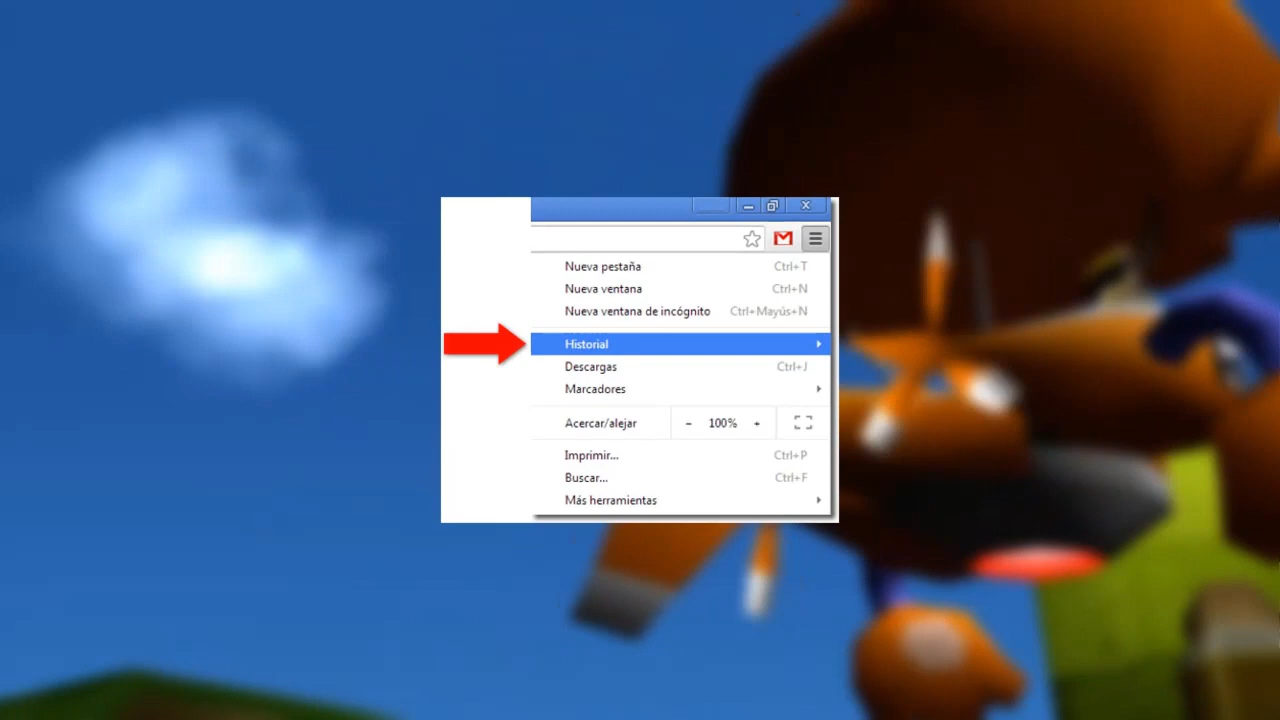 Nueva pestaña Ctrl+T
Nueva ventana Ctrl+N
Nueva ventana de incógnito Ctrl+Mayús+N
Historial
Descargas Ctrl+J
Marcadores
Acercar/alejar - 100% +
Imprimir... Ctrl+P
Buscar... Ctrl+F
Más herramientas